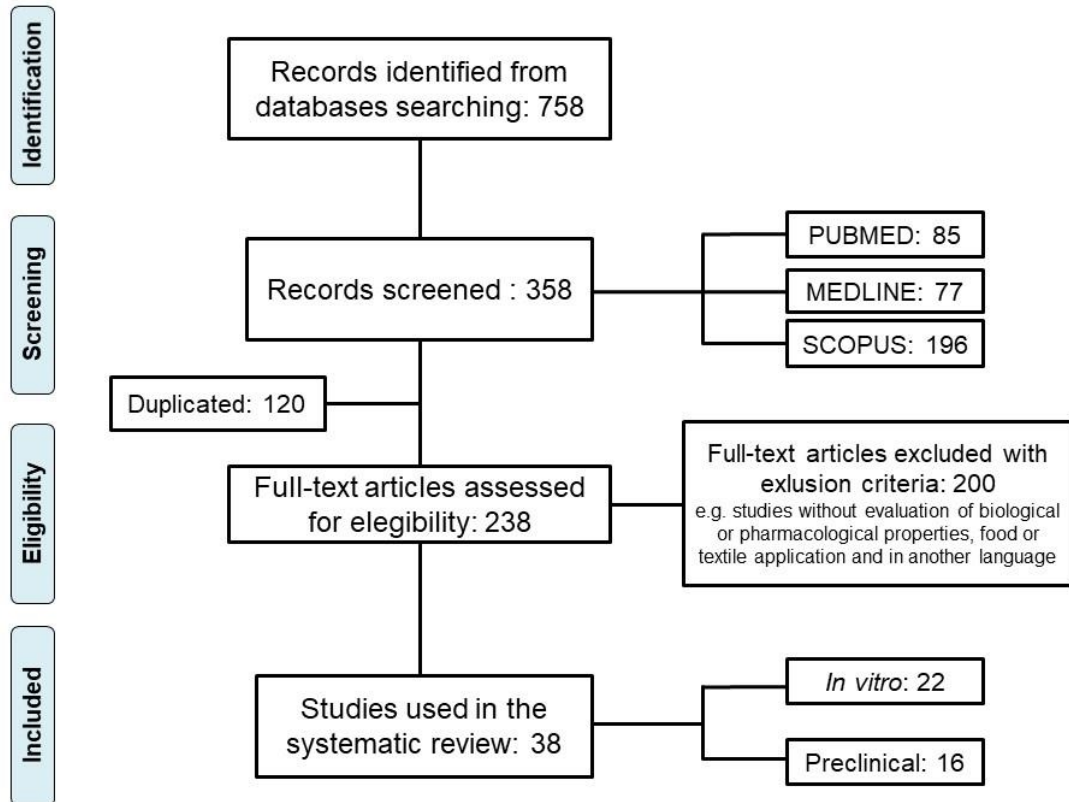 Identification
Records identified from
databases searching: 758
Screening
Records screened : 358
PUBMED: 85
MEDLINE: 77
SCOPUS: 196
Duplicated: 120
Eligibility
Full-text articles assessed
for elegibility: 238
Full-text articles excluded with
exlusion criteria: 200
e.g. studies without evaluation of biological
or pharmacological properties, food or
textile application and in another language
Included
Studies used in the
systematic review: 38
In vitro: 22
Preclinical: 16